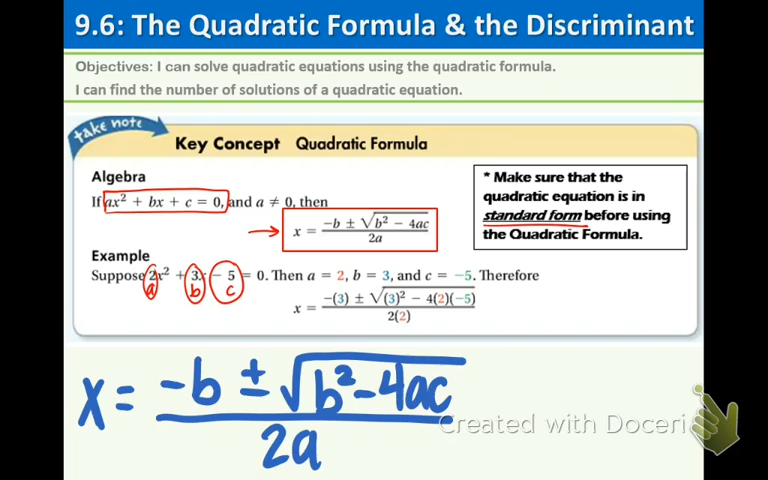 9.6: The Quadratic Formula & the Discriminant
Objectives: I can solve quadratic equations using the quadratic formula.
I can find the number of solutions of a quadratic equation.
take note
Key Concept Quadratic Formula
Algebra
If ax² + bx + c = 0, and a ≠ 0, then
x = (-b ± √(b² − 4ac)) / 2a
* Make sure that the
quadratic equation is in
standard form before using
the Quadratic Formula.
Example
Suppose 2x² + 3x − 5 = 0. Then a = 2, b = 3, and c = −5. Therefore
a b c
x = (−(3) ± √((3)² − 4(2)(−5))) / 2(2)
x = (-b ± √(b² - 4ac)) / 2a
Created with Doceri